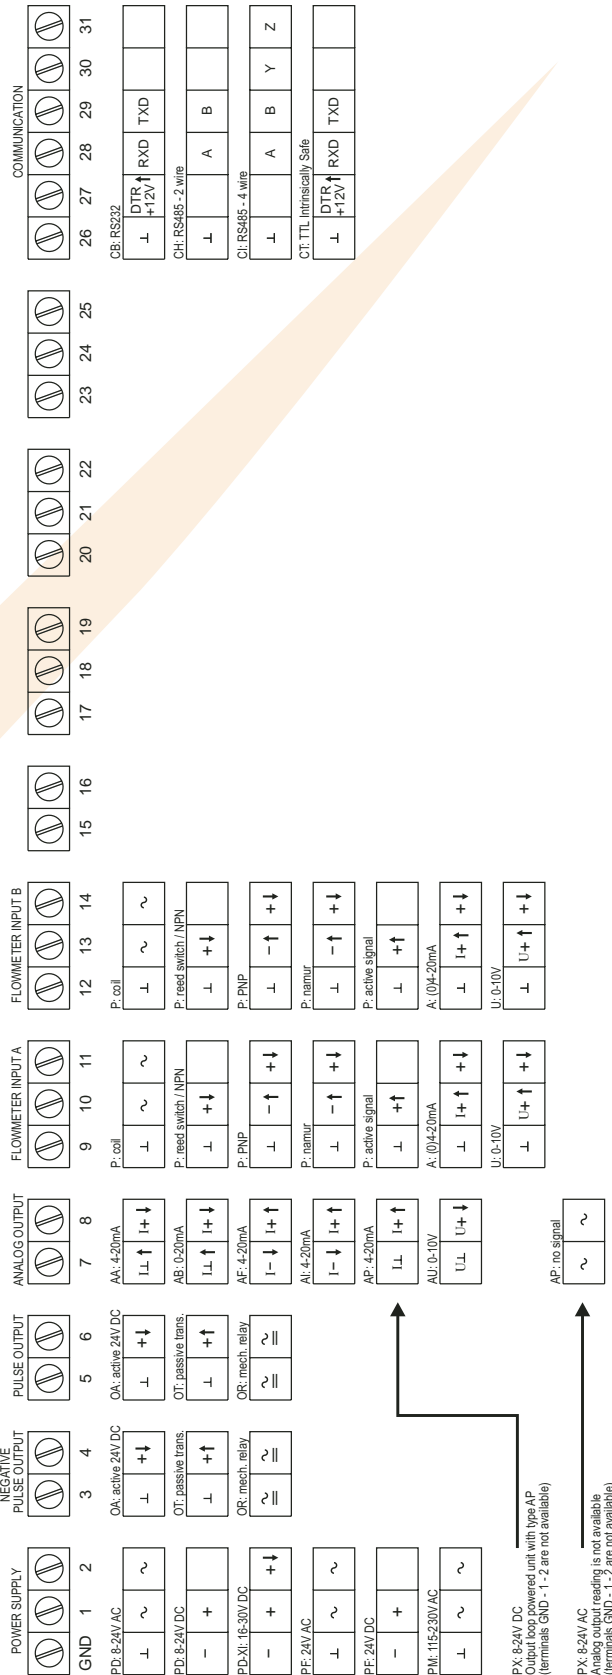 POWER SUPPLY
GND 1 2
PD: 8-24V AC
⊥ ~ ~
PD: 8-24V DC
− +
PD-XI: 16-30V DC
− + +↓
PF: 24V AC
⊥ ~ ~
PF: 24V DC
− +
PM: 115-230V AC
⊥ ~ ~
PX: 8-24V DC
Output loop powered unit with type AP
(terminals GND - 1 - 2 are not available)
PX: 8-24V AC
Analog output reading is not available
(terminals GND - 1 - 2 are not available)
NEGATIVE
PULSE OUTPUT
3 4
OA: active 24V DC
⊥ +↓
OT: passive trans.
⊥ +↑
OR: mech. relay
≂ ≂
PULSE OUTPUT
5 6
OA: active 24V DC
⊥ +↓
OT: passive trans.
⊥ +↑
OR: mech. relay
≂ ≂
ANALOG OUTPUT
7 8
AA: 4-20mA
I⊥↑ I+↓
AB: 0-20mA
I⊥↑ I+↓
AF: 4-20mA
I−↓ I+↑
AI: 4-20mA
I−↓ I+↑
AP: 4-20mA
I⊥ I+↑
AU: 0-10V
U⊥ U+↓
AP: no signal
~ ~
FLOWMETER INPUT A
9 10 11
P: coil
⊥ ~ ~
P: reed switch / NPN
⊥ +↓
P: PNP
⊥ −↑ +↓
P: namur
⊥ −↑ +↓
P: active signal
⊥ +↑
A: (0)4-20mA
⊥ I+↑ +↓
U: 0-10V
⊥ U+↑ +↓
FLOWMETER INPUT B
12 13 14
P: coil
⊥ ~ ~
P: reed switch / NPN
⊥ +↓
P: PNP
⊥ −↑ +↓
P: namur
⊥ −↑ +↓
P: active signal
⊥ +↑
A: (0)4-20mA
⊥ I+↑ +↓
U: 0-10V
⊥ U+↑ +↓
15 16
17 18 19
20 21 22
23 24 25
COMMUNICATION
26 27 28 29 30 31
CB: RS232
⊥ DTR +12V↑ RXD TXD
CH: RS485 - 2 wire
⊥ A B
CI: RS485 - 4 wire
⊥ A B Y Z
CT: TTL Intrinsically Safe
⊥ DTR +12V↑ RXD TXD